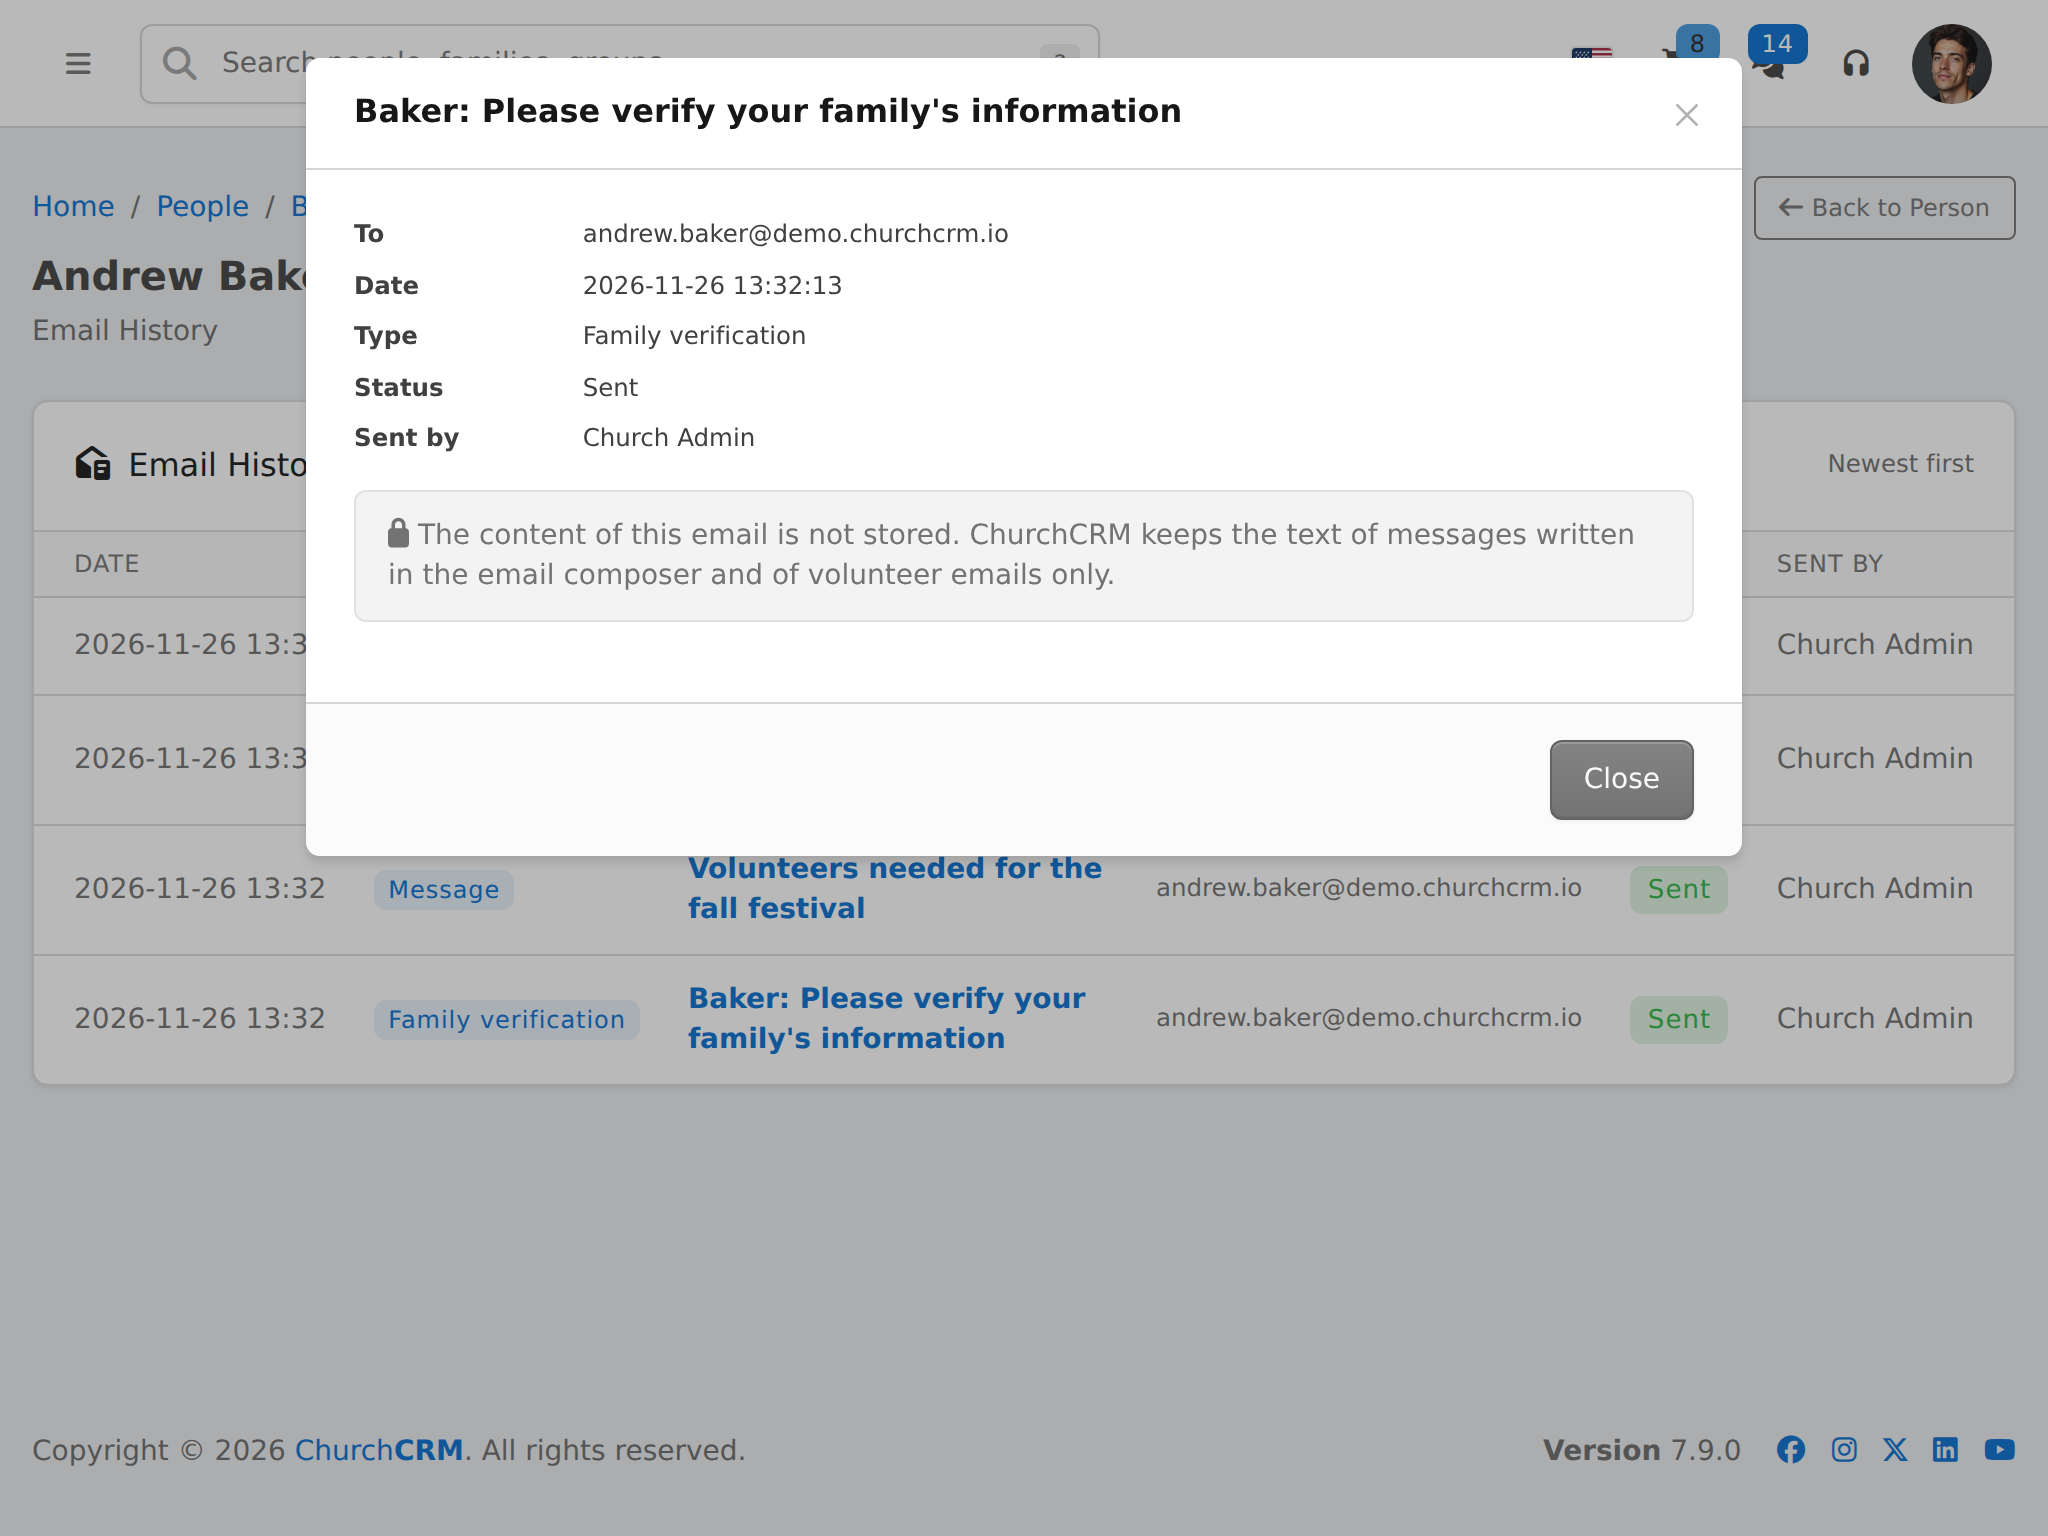 Search people, families, groups
8
14
Baker: Please verify your family's information
Home / People / B
Back to Person
Andrew Bak
Email History
To andrew.baker@demo.churchcrm.io
Date 2026-11-26 13:32:13
Type Family verification
Status Sent
Sent by Church Admin
Email Histo
Newest first
The content of this email is not stored. ChurchCRM keeps the text of messages written
in the email composer and of volunteer emails only.
DATE SENT BY
2026-11-26 13:3 Church Admin
2026-11-26 13:3 Church Admin
Close
2026-11-26 13:32 Message Volunteers needed for the
fall festival andrew.baker@demo.churchcrm.io Sent Church Admin
2026-11-26 13:32 Family verification Baker: Please verify your
family's information andrew.baker@demo.churchcrm.io Sent Church Admin
Copyright © 2026 ChurchCRM. All rights reserved.
Version 7.9.0